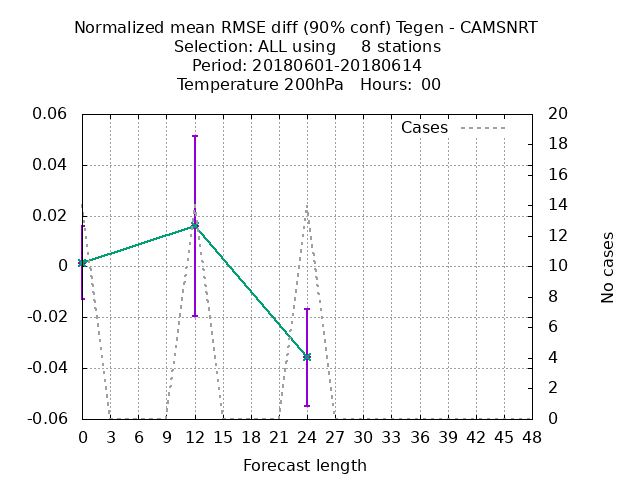 Normalized mean RMSE diff (90% conf) Tegen - CAMSNRT
Selection: ALL using     8 stations
Period: 20180601-20180614
Temperature 200hPa   Hours:  00
Cases
0.06
0.04
0.02
0
-0.02
-0.04
-0.06
20
18
16
14
12
10
8
6
4
2
0
No cases
0 3 6 9 12 15 18 21 24 27 30 33 36 39 42 45 48
Forecast length